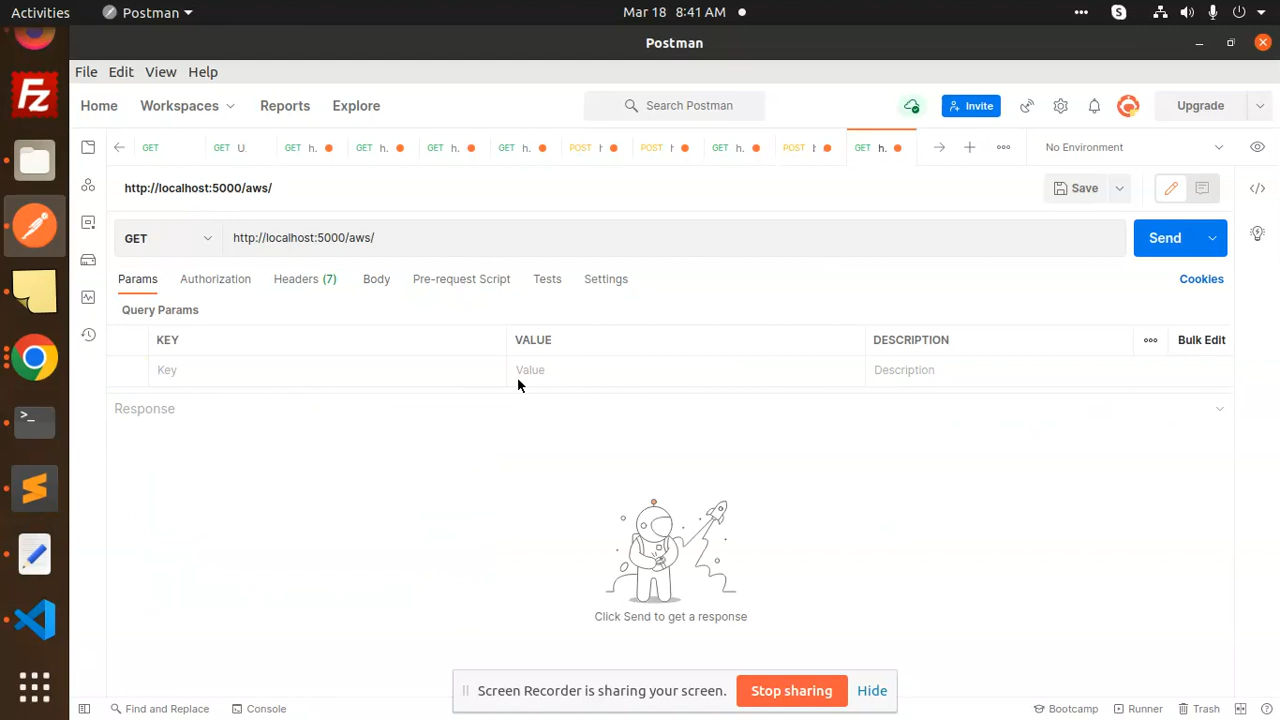 Activities Postman Mar 18 8:41 AM
Postman
File Edit View Help
Home Workspaces Reports Explore Search Postman Invite Upgrade
GET GET U. GET h. GET h. GET h. GET h. POST POST GET h. POST GET h. No Environment
http://localhost:5000/aws/ Save
GET http://localhost:5000/aws/ Send
Params Authorization Headers (7) Body Pre-request Script Tests Settings Cookies
Query Params
KEY VALUE DESCRIPTION Bulk Edit
Key Value Description
Response
Click Send to get a response
Screen Recorder is sharing your screen. Stop sharing Hide
Find and Replace Console Bootcamp Runner Trash